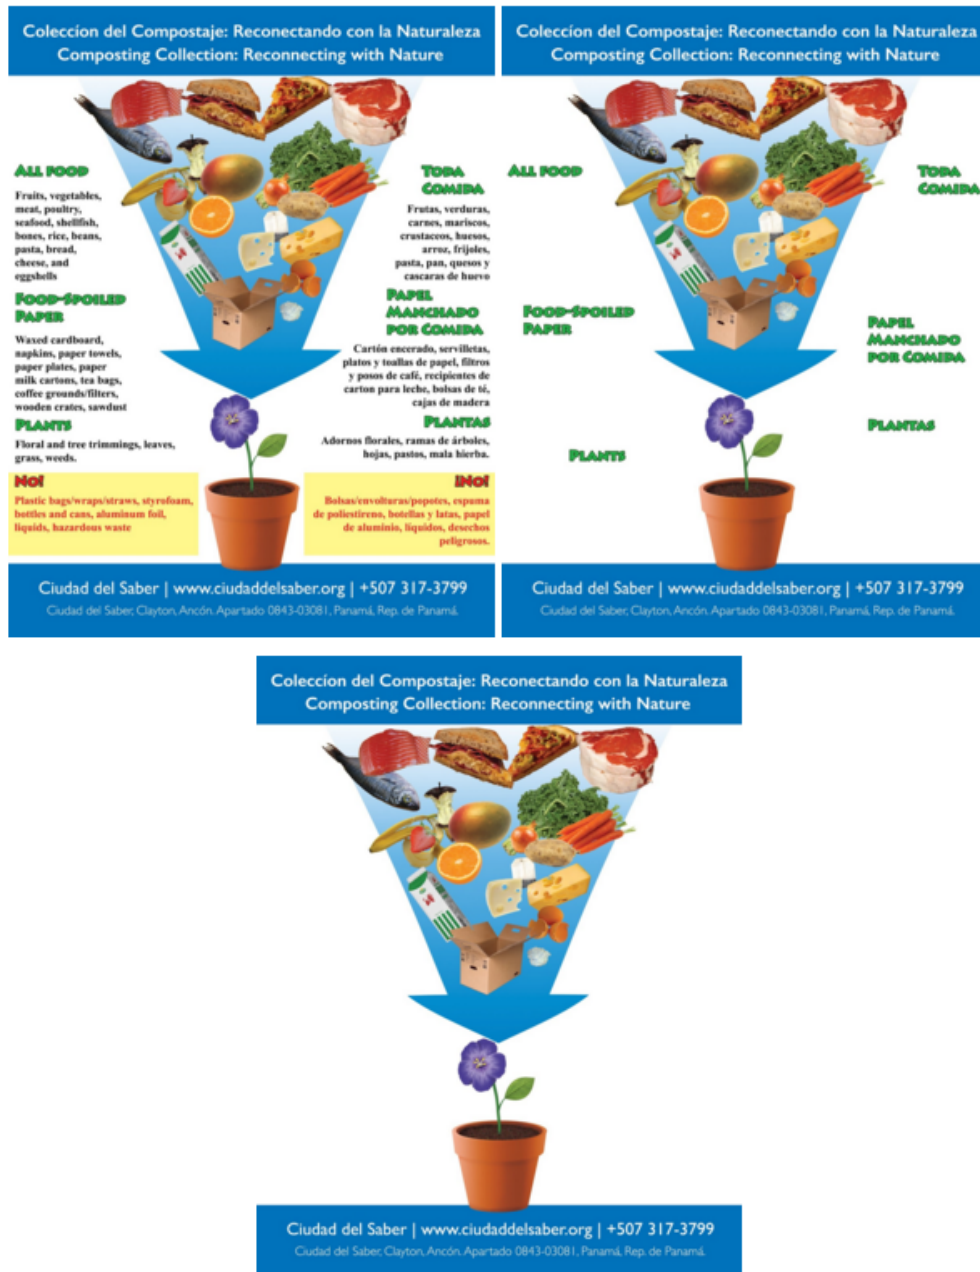 Coleccíon del Compostaje: Reconectando con la Naturaleza
Composting Collection: Reconnecting with Nature
ALL FOOD
Fruits, vegetables,
meat, poultry,
seafood, shellfish,
bones, rice, beans,
pasta, bread,
cheese, and
eggshells
FOOD-SPOILED
PAPER
Waxed cardboard,
napkins, paper towels,
paper plates, paper
milk cartons, tea bags,
coffee grounds/filters,
wooden crates, sawdust
PLANTS
Floral and tree trimmings, leaves,
grass, weeds.
NO!
Plastic bags/wraps/straws, styrofoam,
bottles and cans, aluminum foil,
liquids, hazardous waste
TODA
COMIDA
Frutas, verduras,
carnes, mariscos,
crustaceos, huesos,
arroz, frijoles,
pasta, pan, quesos y
cascaras de huevo
PAPEL
MANCHADO
POR COMIDA
Cartón encerado, servilletas,
platos y toallas de papel, filtros
y posos de café, recipientes de
carton para leche, bolsas de té,
cajas de madera
PLANTAS
Adornos florales, ramas de árboles,
hojas, pastos, mala hierba.
¡NO!
Bolsas/envolturas/popotes, espuma
de poliestireno, botellas y latas, papel
de aluminio, líquidos, desechos
peligrosos.
Ciudad del Saber | www.ciudaddelsaber.org | +507 317-3799
Ciudad del Saber, Clayton, Ancón. Apartado 0843-03081, Panamá, Rep. de Panamá.
Coleccíon del Compostaje: Reconectando con la Naturaleza
Composting Collection: Reconnecting with Nature
ALL FOOD
FOOD-SPOILED
PAPER
PLANTS
TODA
COMIDA
PAPEL
MANCHADO
POR COMIDA
PLANTAS
Ciudad del Saber | www.ciudaddelsaber.org | +507 317-3799
Ciudad del Saber, Clayton, Ancón. Apartado 0843-03081, Panamá, Rep. de Panamá.
Coleccíon del Compostaje: Reconectando con la Naturaleza
Composting Collection: Reconnecting with Nature
Ciudad del Saber | www.ciudaddelsaber.org | +507 317-3799
Ciudad del Saber, Clayton, Ancón. Apartado 0843-03081, Panamá, Rep. de Panamá.